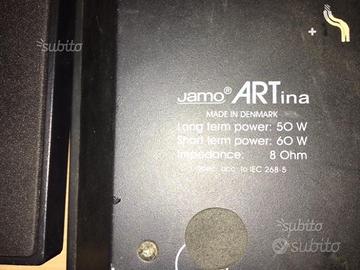 subito
+
Jamo® ARTina
MADE IN DENMARK
Long term power: 50 W
Short term power: 60 W
Impedance: 8 Ohm
Spec. acc. to IEC 268-5
subito
subito
subito